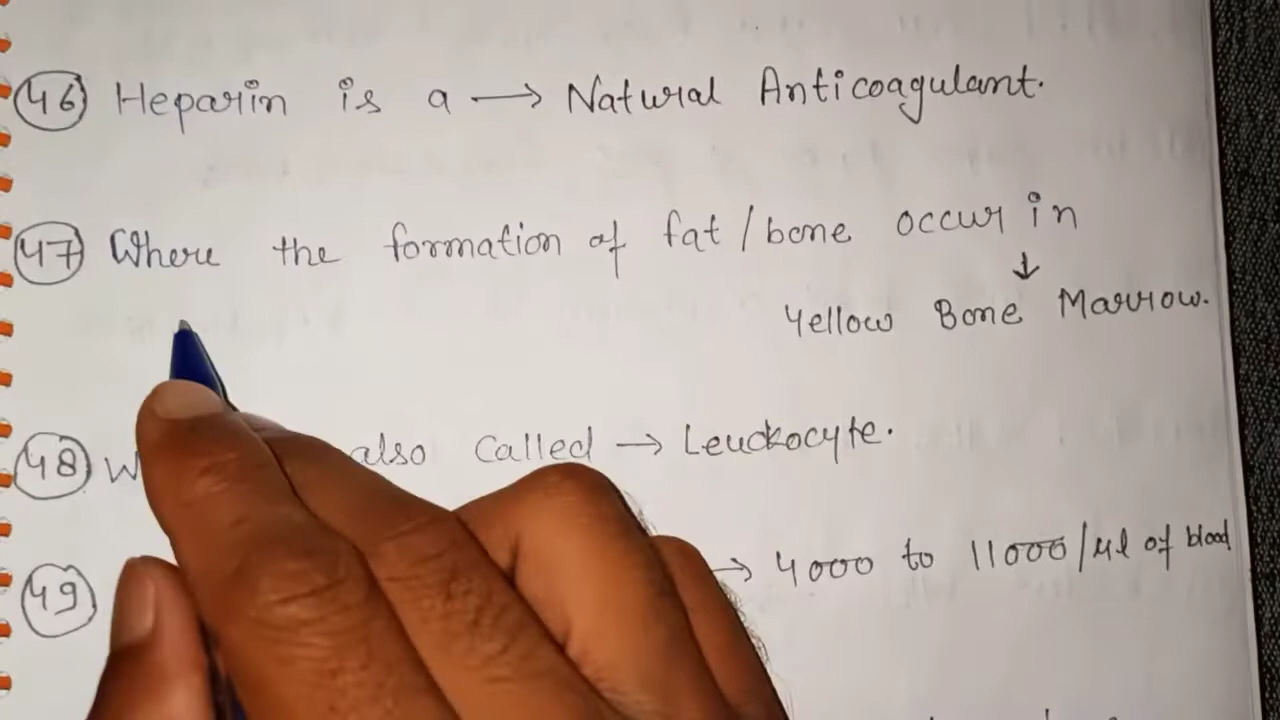 46 Heparin is a → Natural Anticoagulant.
47 Where the formation of fat / bone occur in
↓
Yellow Bone Marrow.
48 also called → Leuckocyte.
49 → 4000 to 11000/μl of blood